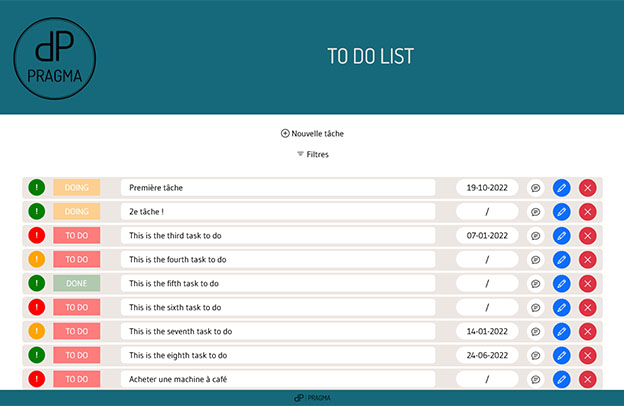 dP
PRAGMA
TO DO LIST
Nouvelle tâche
Filtres
! DOING Première tâche 19-10-2022
! DOING 2e tâche ! /
! TO DO This is the third task to do 07-01-2022
! TO DO This is the fourth task to do /
! DONE This is the fifth task to do /
! TO DO This is the sixth task to do /
! TO DO This is the seventh task to do 14-01-2022
! TO DO This is the eighth task to do 24-06-2022
! TO DO Acheter une machine à café /
dP | PRAGMA